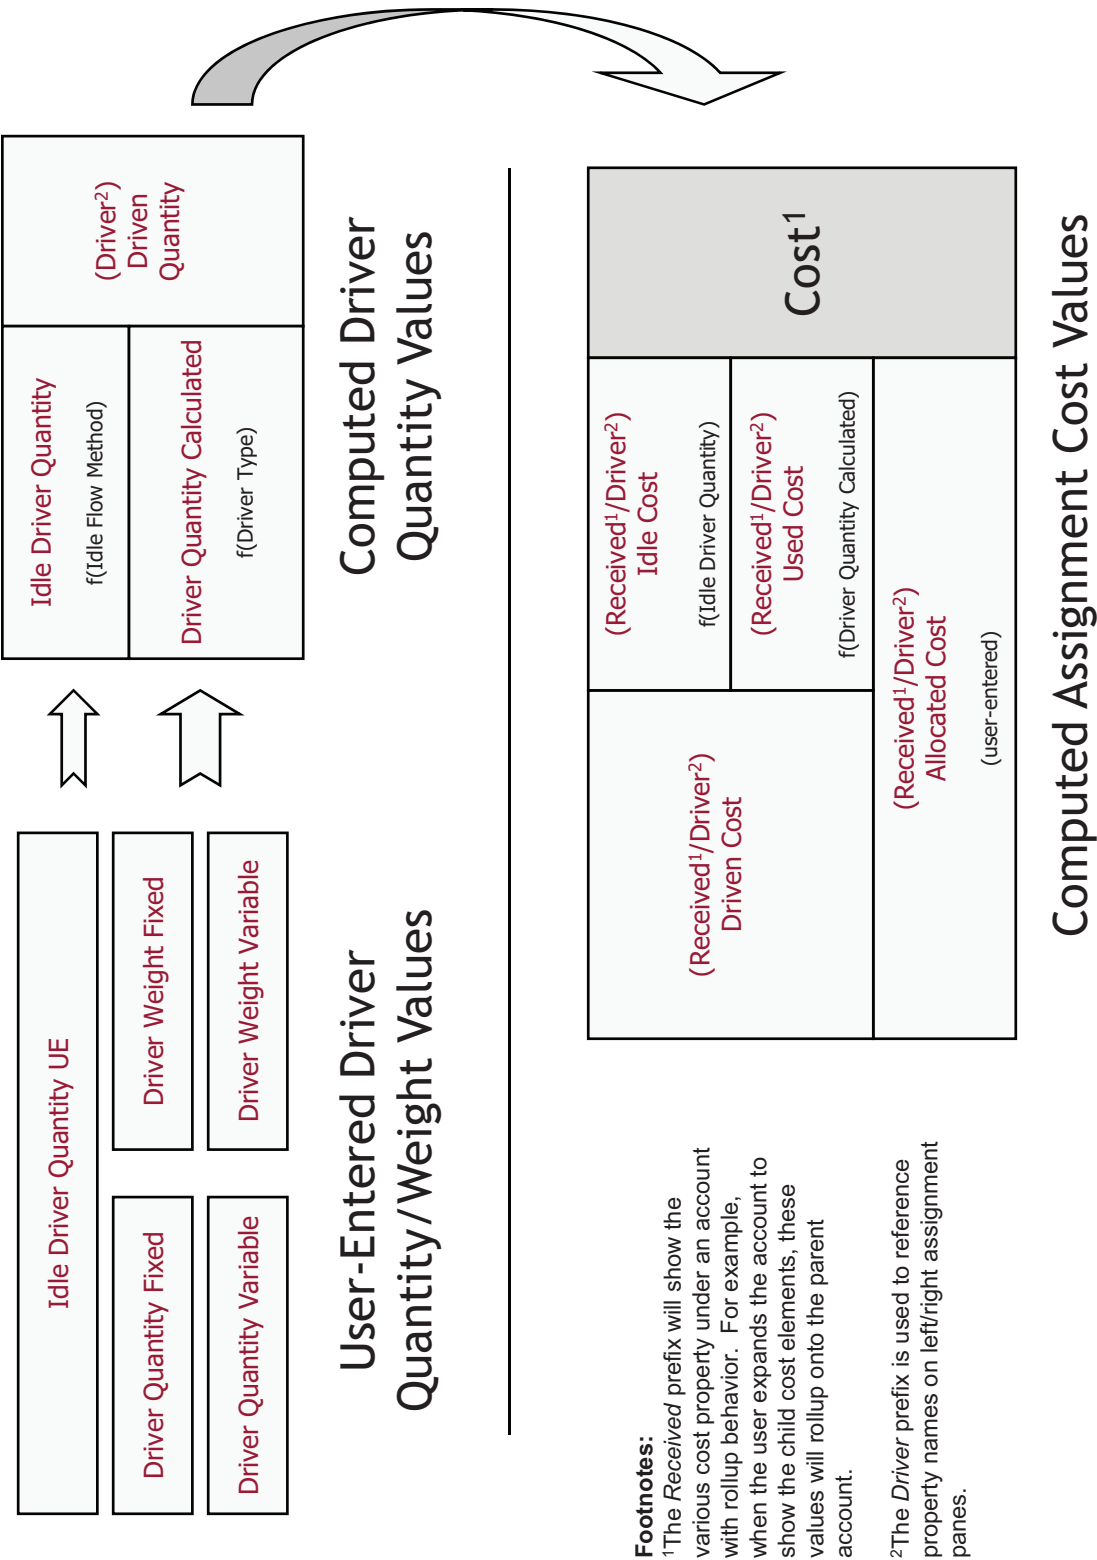 Idle Driver Quantity UE
Driver Quantity Fixed
Driver Weight Fixed
Driver Quantity Variable
Driver Weight Variable
User-Entered Driver
Quantity/Weight Values
Idle Driver Quantity
f(Idle Flow Method)
Driver Quantity Calculated
f(Driver Type)
(Driver²)
Driven
Quantity
Computed Driver
Quantity Values
(Received¹/Driver²)
Driven Cost
(Received¹/Driver²)
Idle Cost
f(Idle Driver Quantity)
(Received¹/Driver²)
Used Cost
f(Driver Quantity Calculated)
(Received¹/Driver²)
Allocated Cost
(user-entered)
Cost¹
Computed Assignment Cost Values
Footnotes:
¹The Received prefix will show the
various cost property under an account
with rollup behavior. For example,
when the user expands the account to
show the child cost elements, these
values will rollup onto the parent
account.
²The Driver prefix is used to reference
property names on left/right assignment
panes.